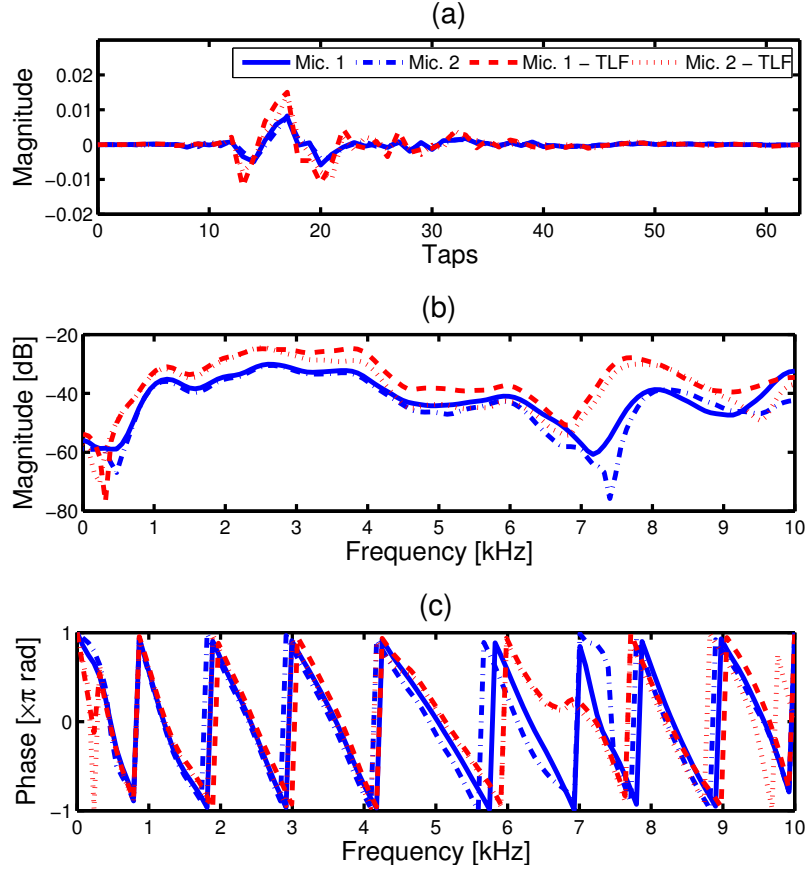 (a)
Magnitude
0.02
0.01
0
−0.01
−0.02
Mic. 1 Mic. 2 Mic. 1 − TLF Mic. 2 − TLF
0 10 20 30 40 50 60
Taps
(b)
Magnitude [dB]
−20
−40
−60
−80
0 1 2 3 4 5 6 7 8 9 10
Frequency [kHz]
(c)
Phase [×π rad]
1
0
−1
0 1 2 3 4 5 6 7 8 9 10
Frequency [kHz]